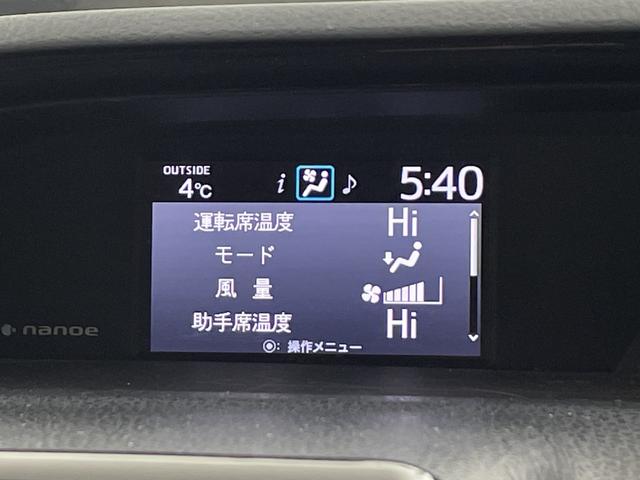 OUTSIDE
4℃
i
♪
5:40
運転席温度 Hi
モード
風 量
助手席温度 Hi
◉: 操作メニュー
nanoe